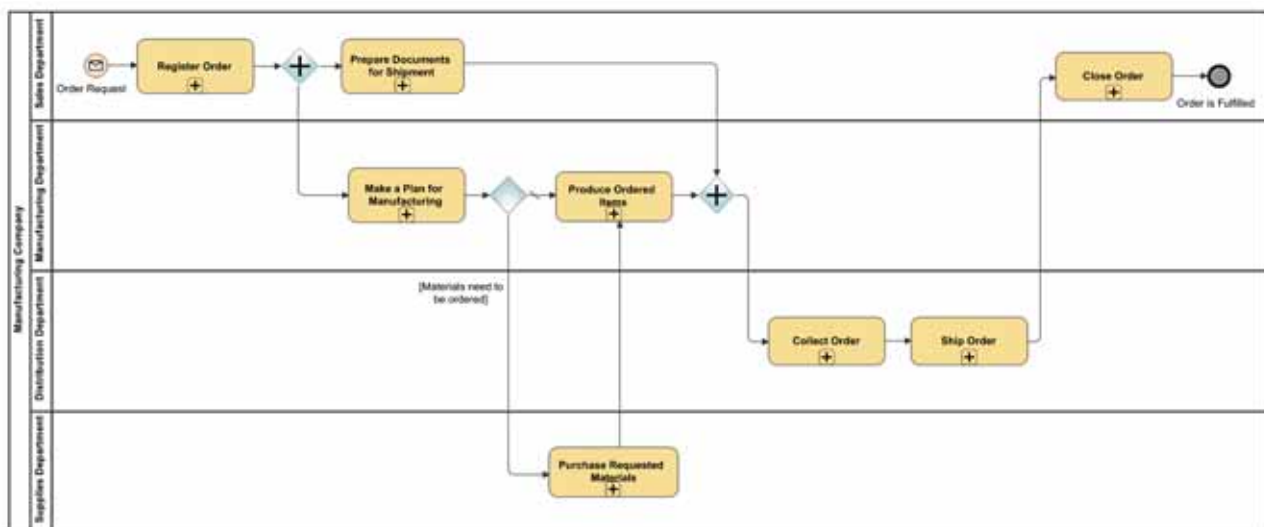 Manufacturing Company
Sales Department
Order Request
Register Order
Prepare Documents
for Shipment
Close Order
Order is Fulfilled
Manufacturing Department
Make a Plan for
Manufacturing
Produce Ordered
Items
Distribution Department
[Materials need to
be ordered]
Collect Order
Ship Order
Supplies Department
Purchase Requested
Materials